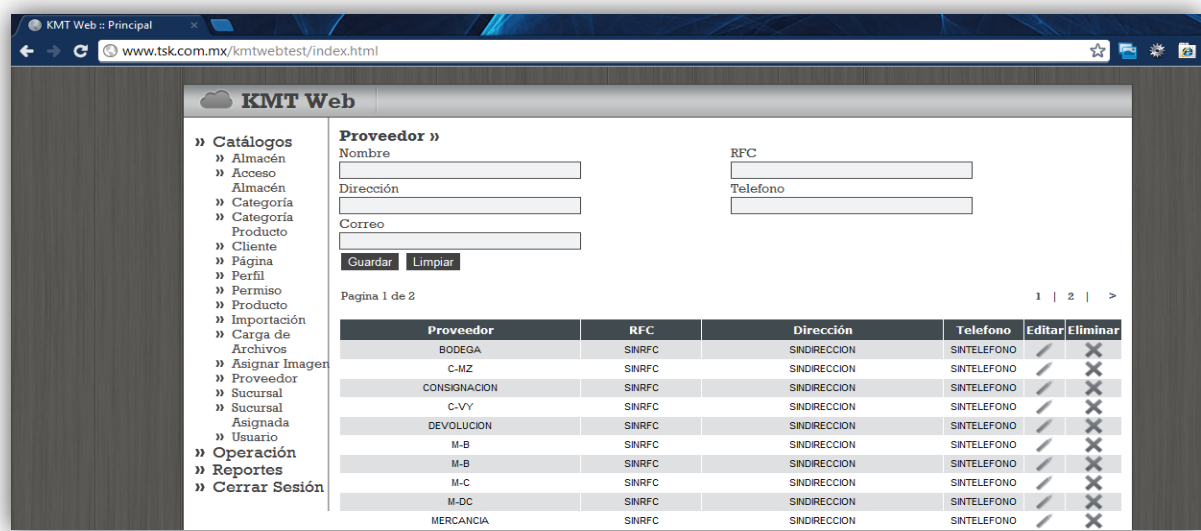 KMT Web :: Principal
www.tsk.com.mx/kmtwebtest/index.html
KMT Web
» Catálogos
» Almacén
» Acceso
Almacén
» Categoría
» Categoría
Producto
» Cliente
» Página
» Perfil
» Permiso
» Producto
» Importación
» Carga de
Archivos
» Asignar Imagen
» Proveedor
» Sucursal
» Sucursal
Asignada
» Usuario
» Operación
» Reportes
» Cerrar Sesión
Proveedor »
Nombre RFC
Dirección Telefono
Correo
Guardar Limpiar
Pagina 1 de 2 1 | 2 | >
Proveedor RFC Dirección Telefono Editar Eliminar
BODEGA SINRFC SINDIRECCION SINTELEFONO
C-MZ SINRFC SINDIRECCION SINTELEFONO
CONSIGNACION SINRFC SINDIRECCION SINTELEFONO
C-VY SINRFC SINDIRECCION SINTELEFONO
DEVOLUCION SINRFC SINDIRECCION SINTELEFONO
M-B SINRFC SINDIRECCION SINTELEFONO
M-B SINRFC SINDIRECCION SINTELEFONO
M-C SINRFC SINDIRECCION SINTELEFONO
M-DC SINRFC SINDIRECCION SINTELEFONO
MERCANCIA SINRFC SINDIRECCION SINTELEFONO